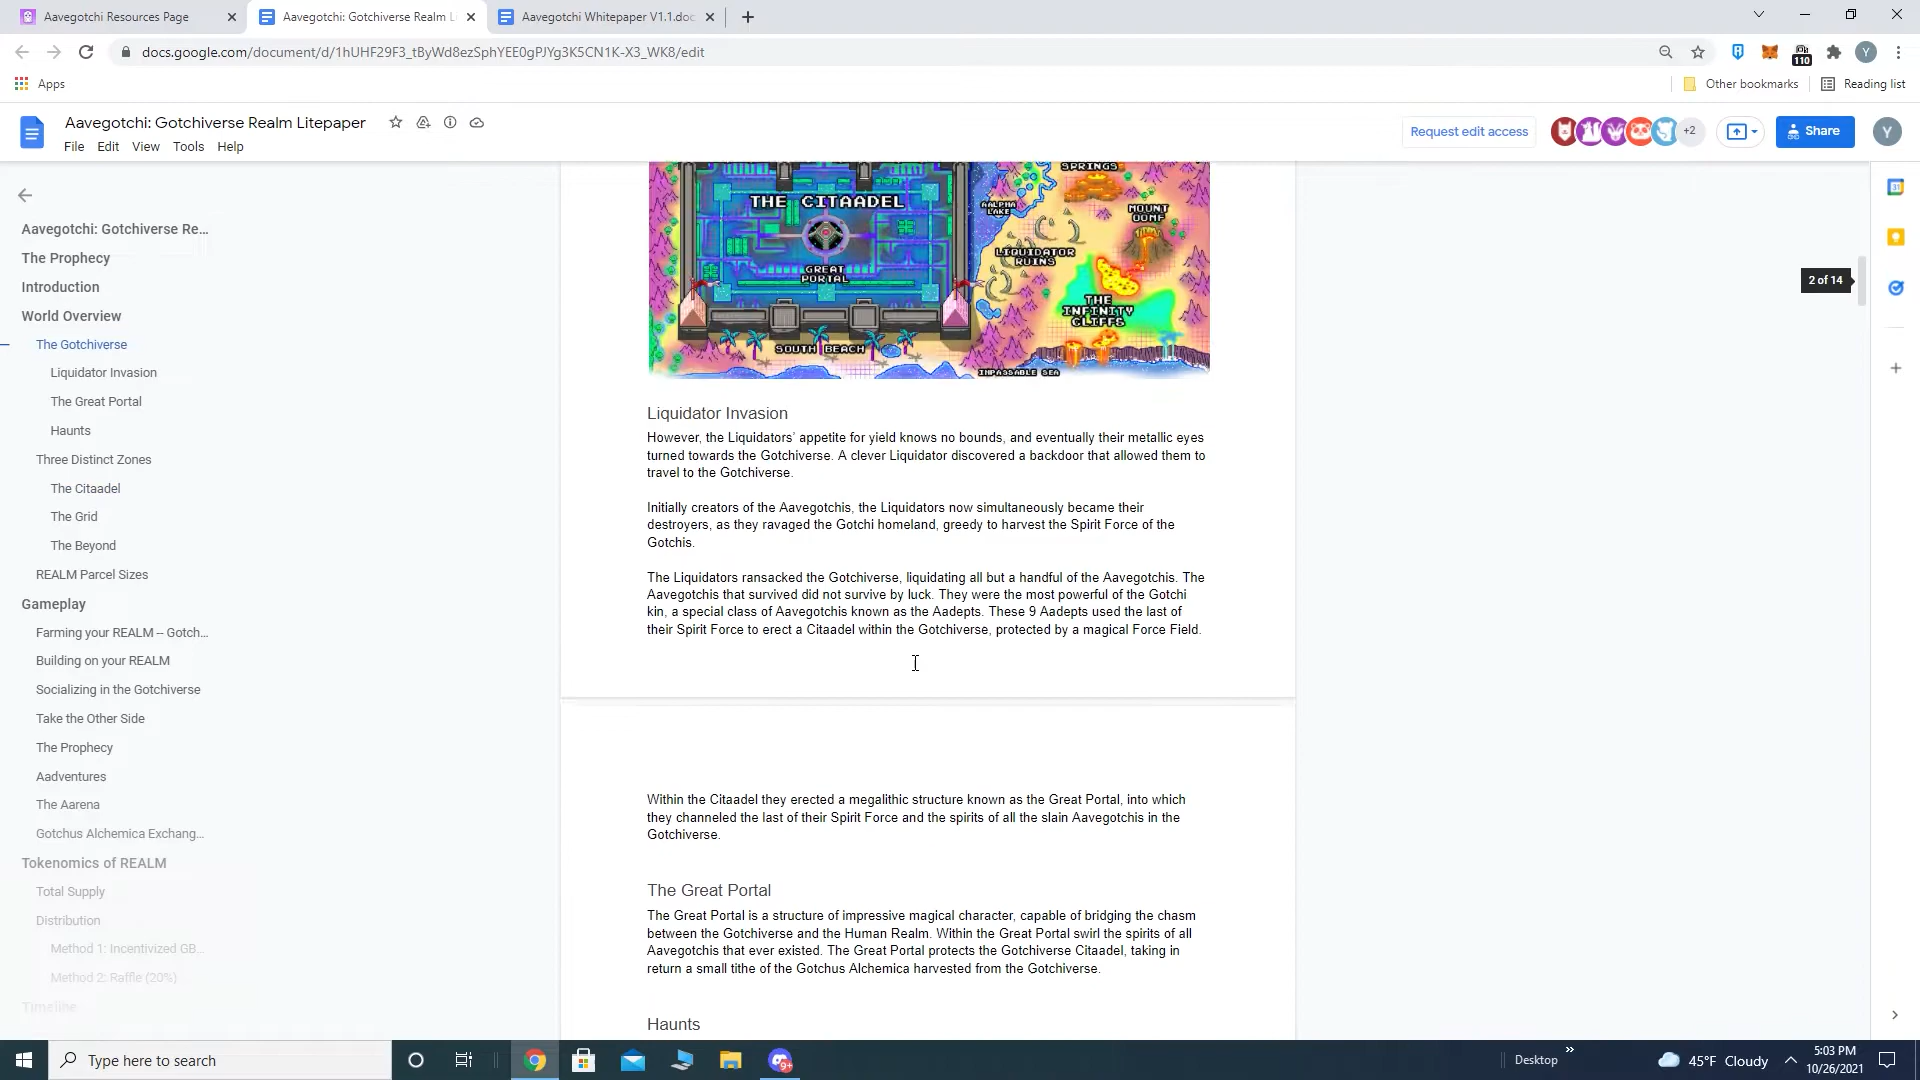 Aavegotchi Resources Page
Aavegotchi: Gotchiverse Realm L
Aavegotchi Whitepaper V1.1.doc
docs.google.com/document/d/1hUHF29F3_tByWd8ezSphYEE0gPJYg3K5CN1K-X3_WK8/edit
110
Y
Apps
Other bookmarks
Reading list
Aavegotchi: Gotchiverse Realm Litepaper
File Edit View Tools Help
Request edit access
+2
Share
Y
Aavegotchi: Gotchiverse Re...
The Prophecy
Introduction
World Overview
The Gotchiverse
Liquidator Invasion
The Great Portal
Haunts
Three Distinct Zones
The Citaadel
The Grid
The Beyond
REALM Parcel Sizes
Gameplay
Farming your REALM – Gotch...
Building on your REALM
Socializing in the Gotchiverse
Take the Other Side
The Prophecy
Aadventures
The Aarena
Gotchus Alchemica Exchang...
Tokenomics of REALM
Total Supply
Distribution
Method 1: Incentivized GB...
Method 2: Raffle (20%)
Timeline
SPRINGS
THE CITAADEL
AALPHA LAKE
MOUNT OOMF
LIQUIDATOR RUINS
GREAT PORTAL
THE INFINITY CLIFFS
SOUTH BEACH
IMPASSABLE SEA
2 of 14
31
Liquidator Invasion
However, the Liquidators' appetite for yield knows no bounds, and eventually their metallic eyes
turned towards the Gotchiverse. A clever Liquidator discovered a backdoor that allowed them to
travel to the Gotchiverse.
Initially creators of the Aavegotchis, the Liquidators now simultaneously became their
destroyers, as they ravaged the Gotchi homeland, greedy to harvest the Spirit Force of the
Gotchis.
The Liquidators ransacked the Gotchiverse, liquidating all but a handful of the Aavegotchis. The
Aavegotchis that survived did not survive by luck. They were the most powerful of the Gotchi
kin, a special class of Aavegotchis known as the Aadepts. These 9 Aadepts used the last of
their Spirit Force to erect a Citaadel within the Gotchiverse, protected by a magical Force Field.
Within the Citaadel they erected a megalithic structure known as the Great Portal, into which
they channeled the last of their Spirit Force and the spirits of all the slain Aavegotchis in the
Gotchiverse.
The Great Portal
The Great Portal is a structure of impressive magical character, capable of bridging the chasm
between the Gotchiverse and the Human Realm. Within the Great Portal swirl the spirits of all
Aavegotchis that ever existed. The Great Portal protects the Gotchiverse Citaadel, taking in
return a small tithe of the Gotchus Alchemica harvested from the Gotchiverse.
Haunts
Type here to search
9+
Desktop
45°F Cloudy
5:03 PM
10/26/2021